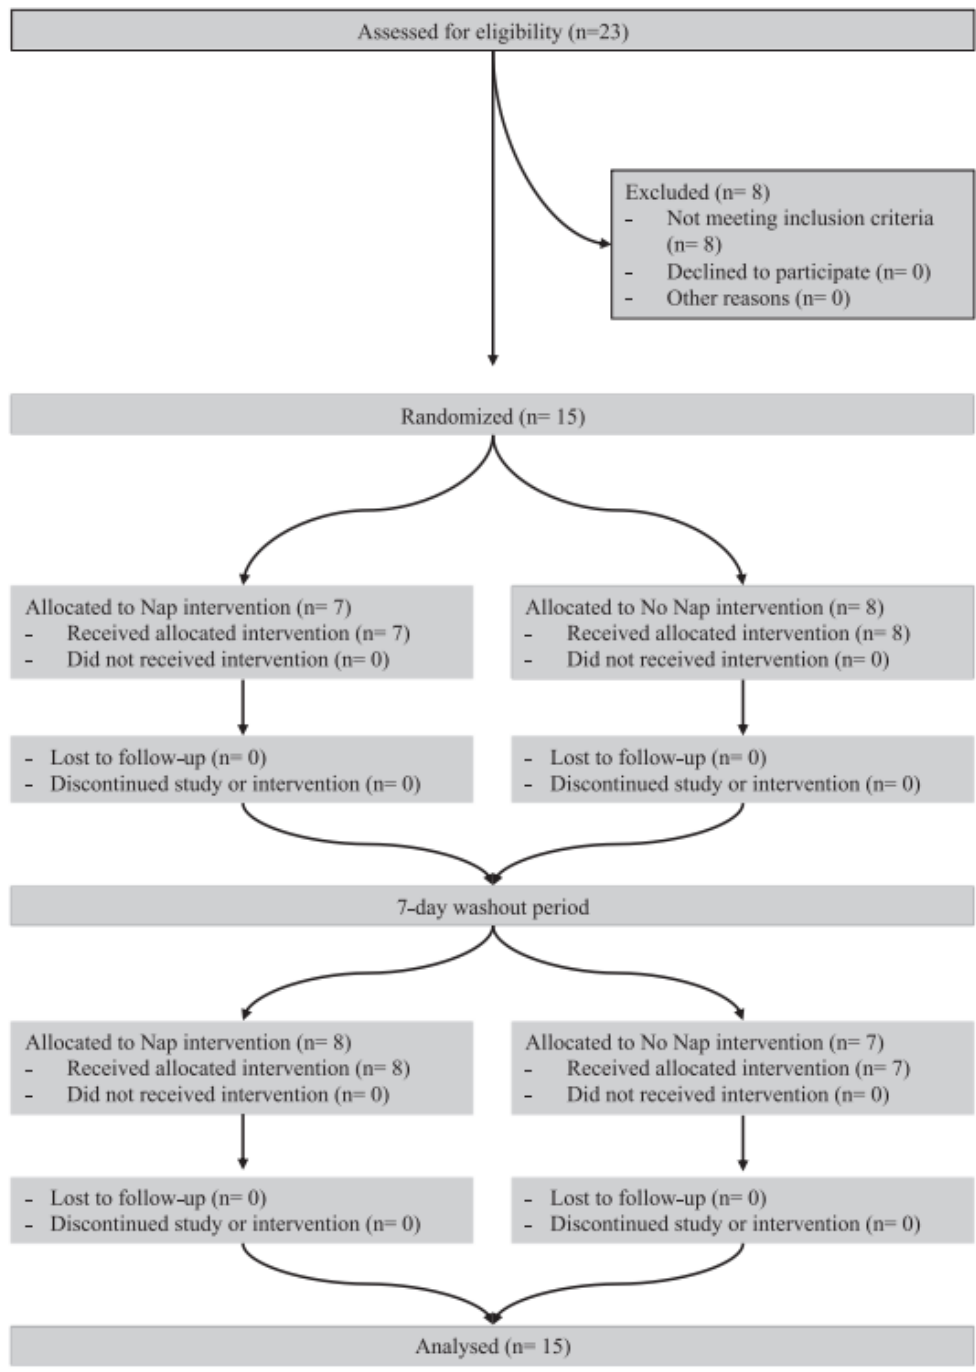 Assessed for eligibility (n=23)
Excluded (n= 8)
- Not meeting inclusion criteria
(n= 8)
- Declined to participate (n= 0)
- Other reasons (n= 0)
Randomized (n= 15)
Allocated to Nap intervention (n= 7)
- Received allocated intervention (n= 7)
- Did not received intervention (n= 0)
Allocated to No Nap intervention (n= 8)
- Received allocated intervention (n= 8)
- Did not received intervention (n= 0)
- Lost to follow-up (n= 0)
- Discontinued study or intervention (n= 0)
- Lost to follow-up (n= 0)
- Discontinued study or intervention (n= 0)
7-day washout period
Allocated to Nap intervention (n= 8)
- Received allocated intervention (n= 8)
- Did not received intervention (n= 0)
Allocated to No Nap intervention (n= 7)
- Received allocated intervention (n= 7)
- Did not received intervention (n= 0)
- Lost to follow-up (n= 0)
- Discontinued study or intervention (n= 0)
- Lost to follow-up (n= 0)
- Discontinued study or intervention (n= 0)
Analysed (n= 15)